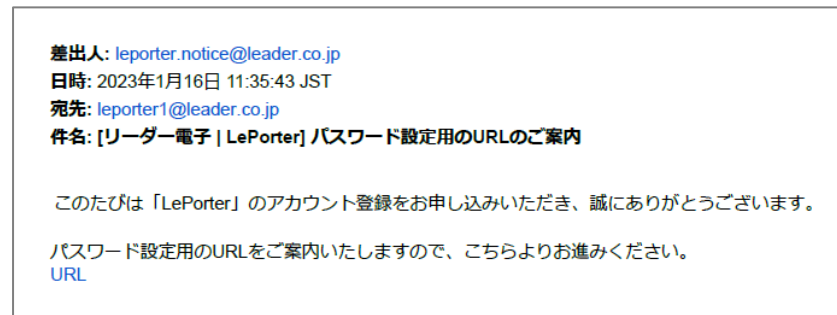 差出人: leporter.notice@leader.co.jp
日時: 2023年1月16日 11:35:43 JST
宛先: leporter1@leader.co.jp
件名: [リーダー電子 | LePorter] パスワード設定用のURLのご案内
このたびは「LePorter」のアカウント登録をお申し込みいただき、誠にありがとうございます。
パスワード設定用のURLをご案内いたしますので、こちらよりお進みください。
URL